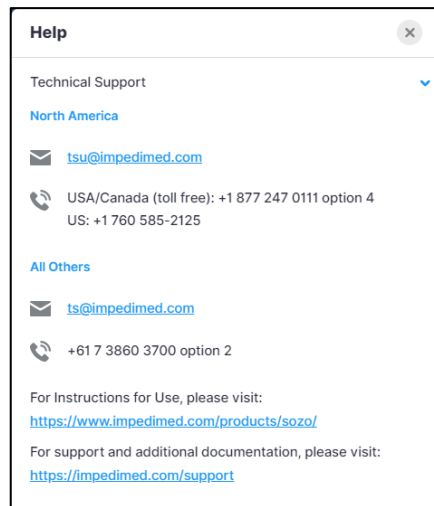 Help
Technical Support
North America
tsu@impedimed.com
USA/Canada (toll free): +1 877 247 0111 option 4
US: +1 760 585-2125
All Others
ts@impedimed.com
+61 7 3860 3700 option 2
For Instructions for Use, please visit:
https://www.impedimed.com/products/sozo/
For support and additional documentation, please visit:
https://impedimed.com/support